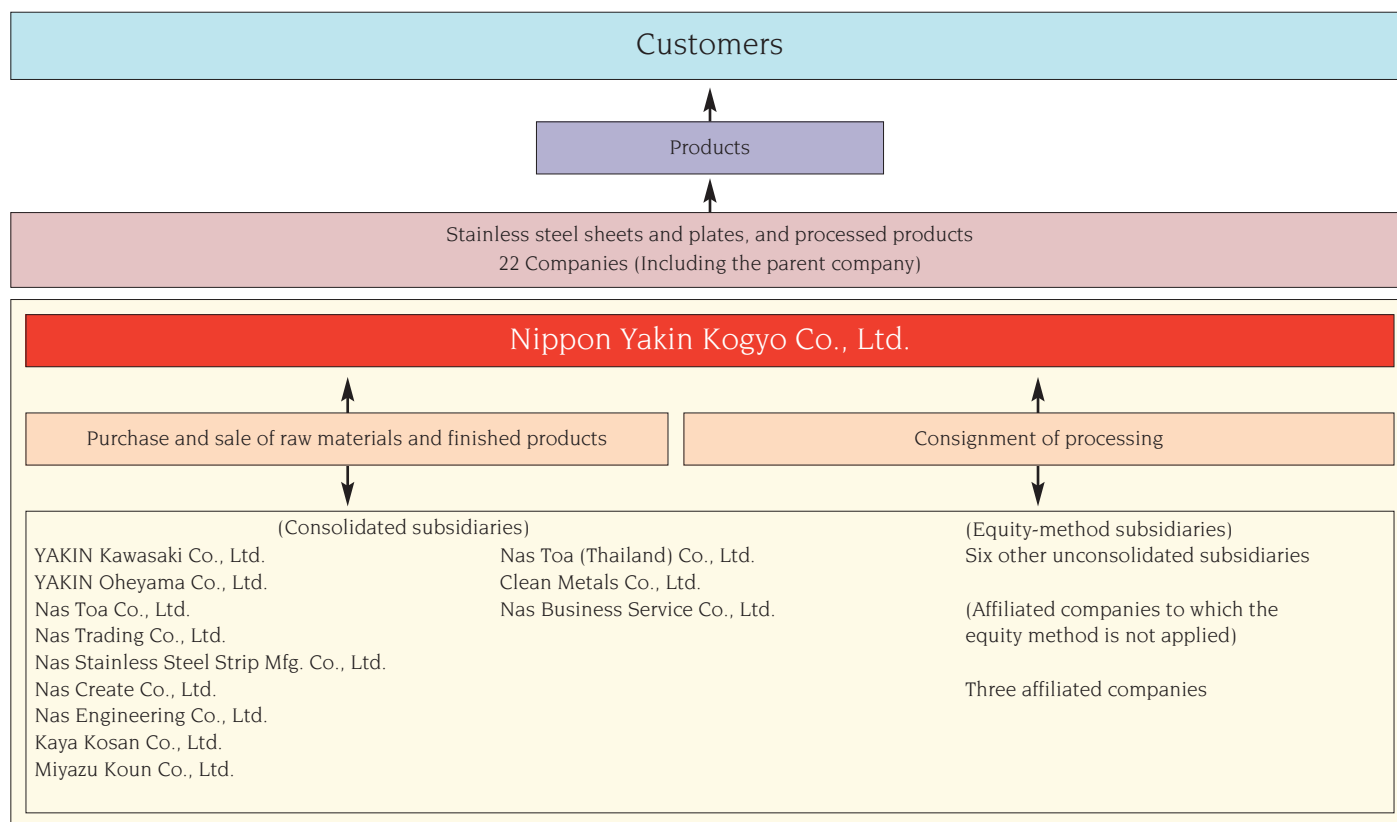 Customers
Products
Stainless steel sheets and plates, and processed products
22 Companies (Including the parent company)
Nippon Yakin Kogyo Co., Ltd.
Purchase and sale of raw materials and finished products
Consignment of processing
(Consolidated subsidiaries)
YAKIN Kawasaki Co., Ltd.
YAKIN Oheyama Co., Ltd.
Nas Toa Co., Ltd.
Nas Trading Co., Ltd.
Nas Stainless Steel Strip Mfg. Co., Ltd.
Nas Create Co., Ltd.
Nas Engineering Co., Ltd.
Kaya Kosan Co., Ltd.
Miyazu Koun Co., Ltd.
Nas Toa (Thailand) Co., Ltd.
Clean Metals Co., Ltd.
Nas Business Service Co., Ltd.
(Equity-method subsidiaries)
Six other unconsolidated subsidiaries
(Affiliated companies to which the
equity method is not applied)
Three affiliated companies